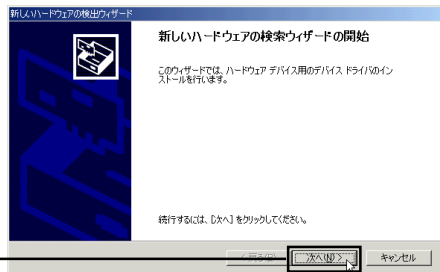 新しいハードウェアの検出ウィザード
新しいハードウェアの検索ウィザードの開始
このウィザードでは、ハードウェア デバイス用のデバイス ドライバのイン
ストールを行います。
続行するには、[次へ] をクリックしてください。
< 戻る(B)
次へ(N) >
キャンセル